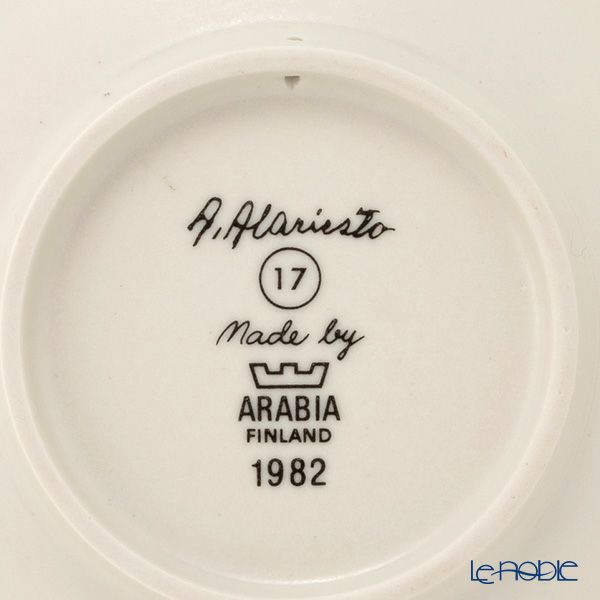 A. Alariesto
17
Made by
ARABIA
FINLAND
1982
Le-noble